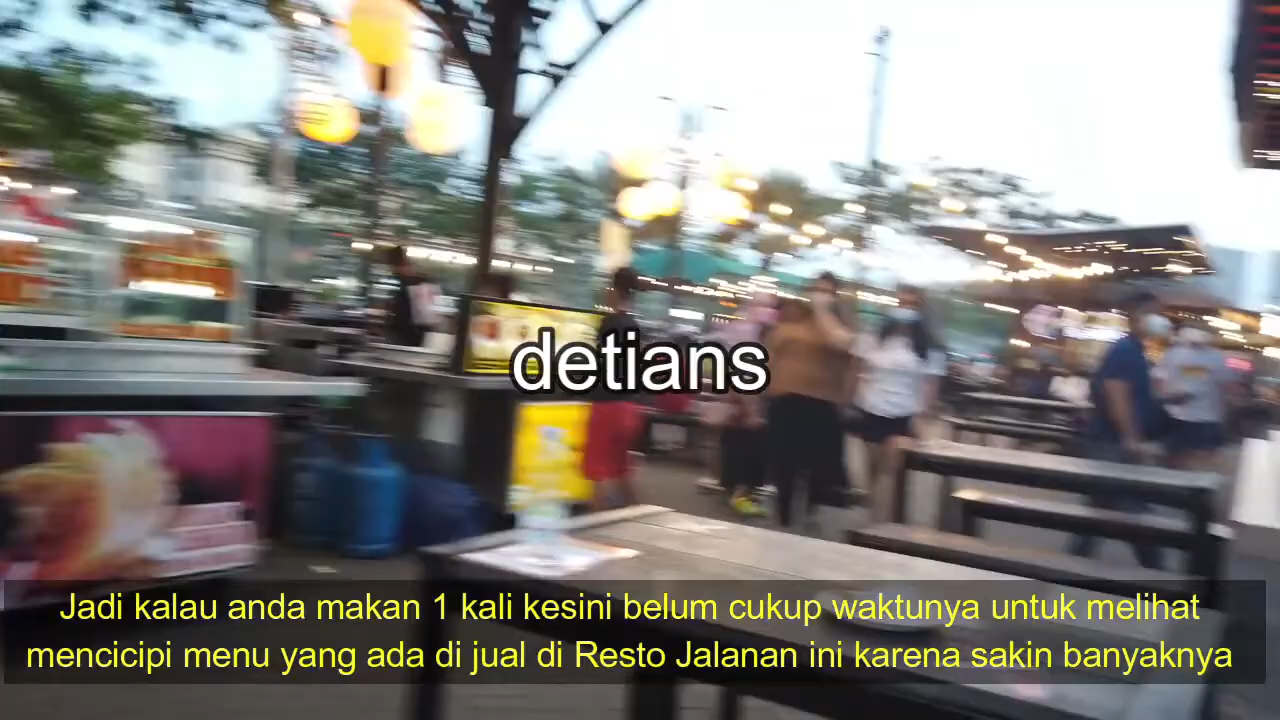 detians
Jadi kalau anda makan 1 kali kesini belum cukup waktunya untuk melihat
mencicipi menu yang ada di jual di Resto Jalanan ini karena sakin banyaknya